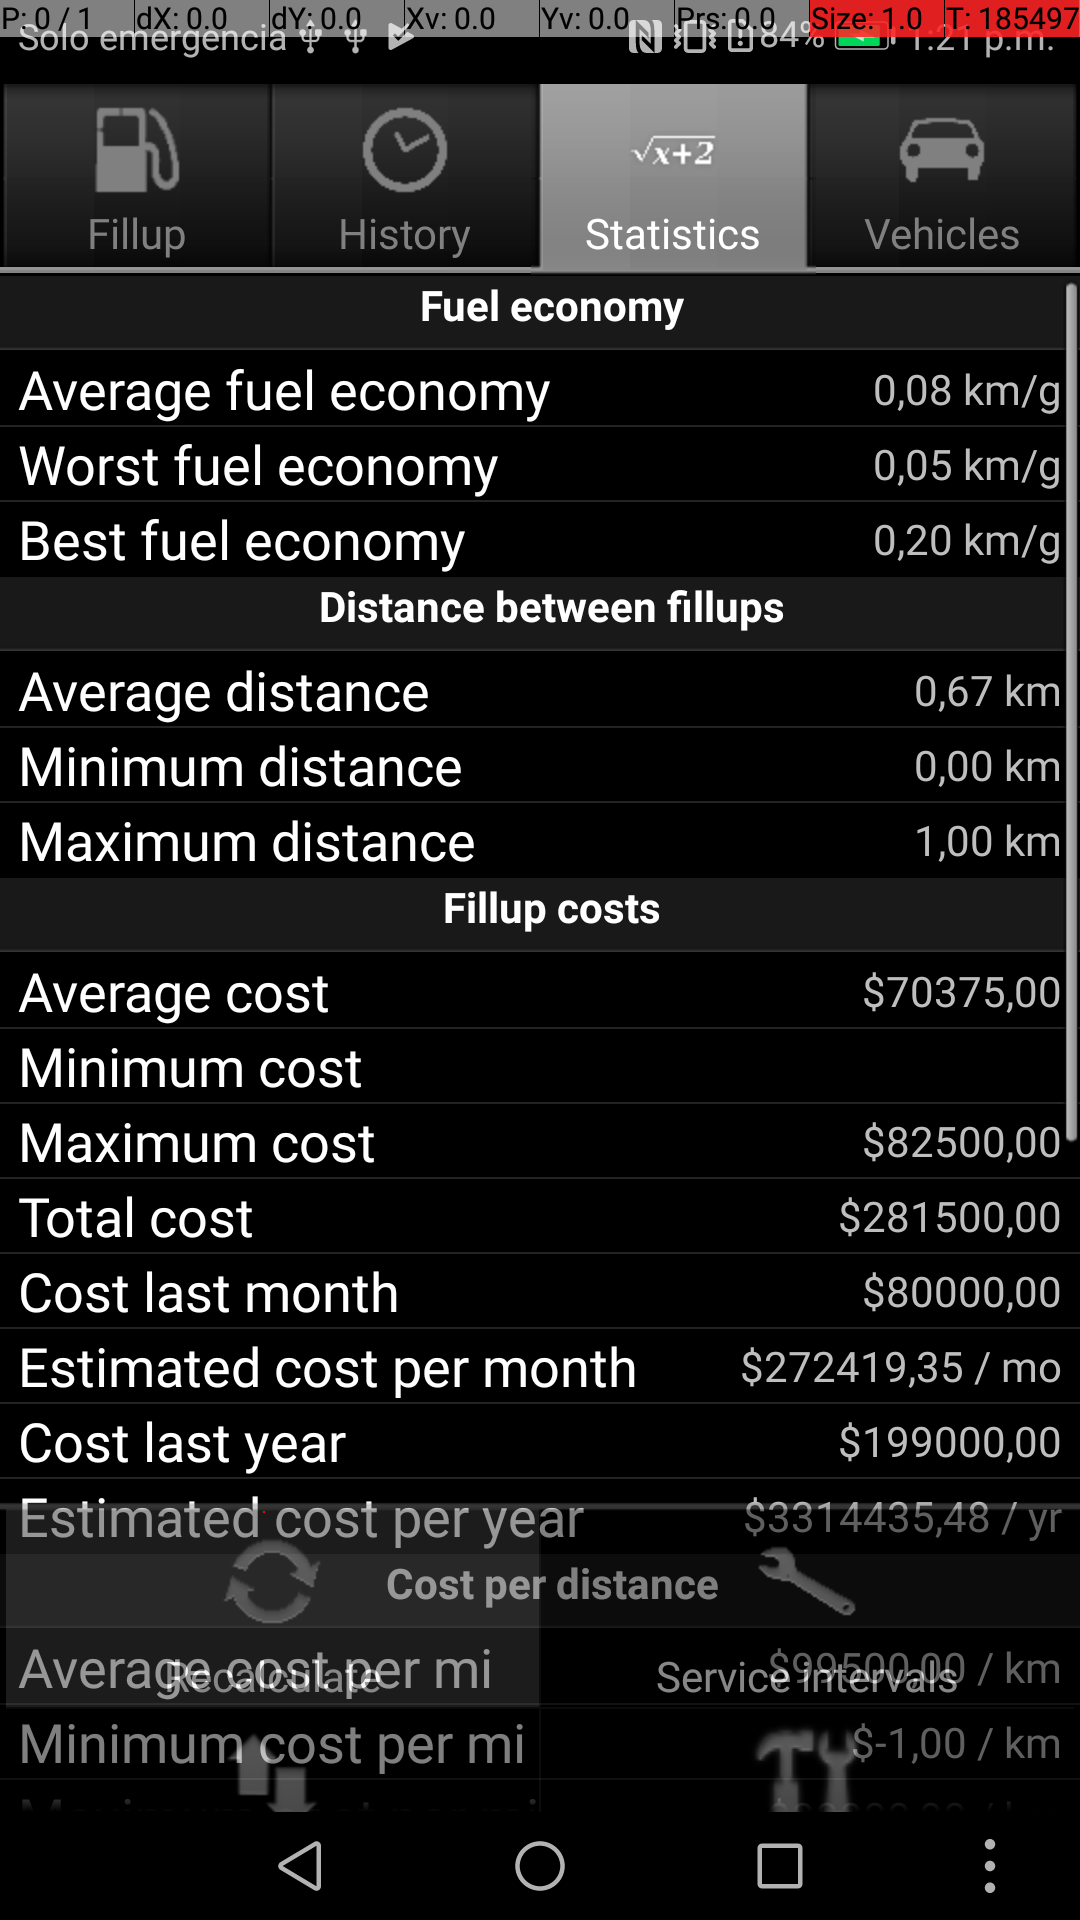 P: 0 / 1 dX: 0.0 dY: 0.0 Xv: 0.0 Yv: 0.0 Prs: 0.0 Size: 1.0 T: 185497
Solo emergencia 84% 1:21 p.m.
Fillup History √x+2 Statistics Vehicles
Fuel economy
Average fuel economy 0,08 km/g
Worst fuel economy 0,05 km/g
Best fuel economy 0,20 km/g
Distance between fillups
Average distance 0,67 km
Minimum distance 0,00 km
Maximum distance 1,00 km
Fillup costs
Average cost $70375,00
Minimum cost
Maximum cost $82500,00
Total cost $281500,00
Cost last month $80000,00
Estimated cost per month $272419,35 / mo
Cost last year $199000,00
Estimated cost per year $3314435,48 / yr
Cost per distance
Average cost per mi $99500,00 / km
Recalculate Service Intervals
Minimum cost per mi $-1,00 / km